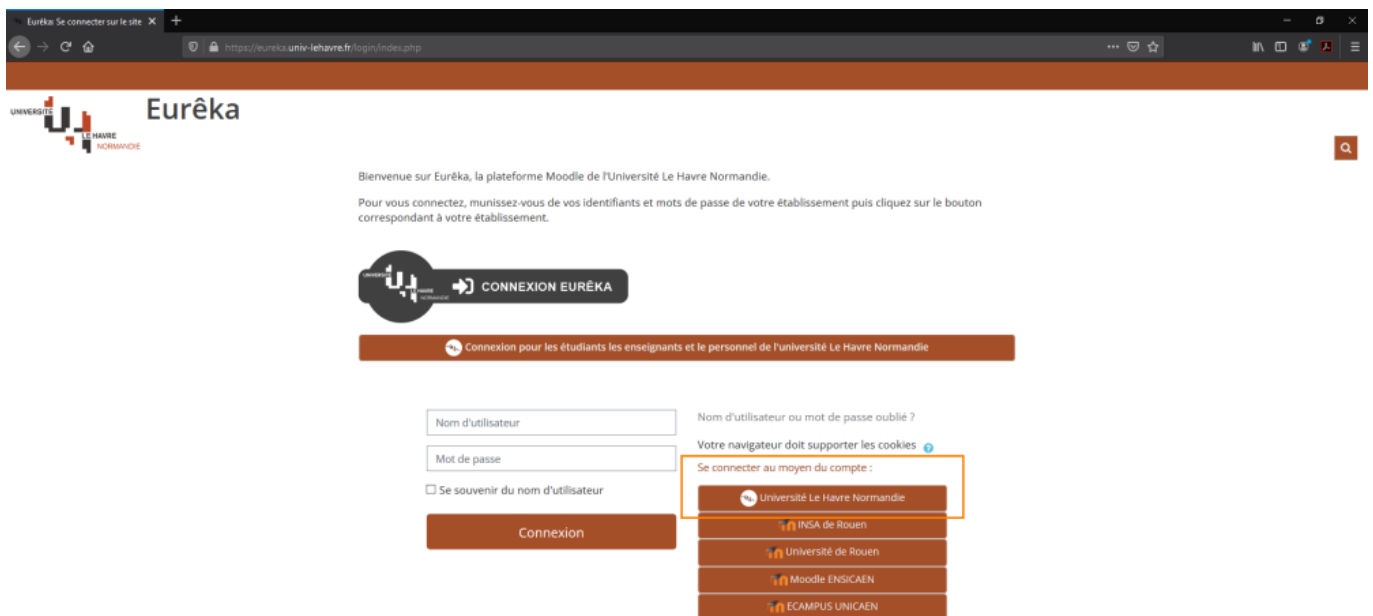 Eurêka: Se connecter sur le site
https://eureka.univ-lehavre.fr/login/index.php
UNIVERSITÉ
LE HAVRE
NORMANDIE
Eurêka
Bienvenue sur Eurêka, la plateforme Moodle de l'Université Le Havre Normandie.
Pour vous connectez, munissez-vous de vos identifiants et mots de passe de votre établissement puis cliquez sur le bouton
correspondant à votre établissement.
UNIVERSITÉ
LE HAVRE
NORMANDIE
CONNEXION EURÊKA
Connexion pour les étudiants les enseignants et le personnel de l'université Le Havre Normandie
Nom d'utilisateur
Mot de passe
Se souvenir du nom d'utilisateur
Connexion
Nom d'utilisateur ou mot de passe oublié ?
Votre navigateur doit supporter les cookies
Se connecter au moyen du compte :
Université Le Havre Normandie
INSA de Rouen
Université de Rouen
Moodle ENSICAEN
ECAMPUS UNICAEN